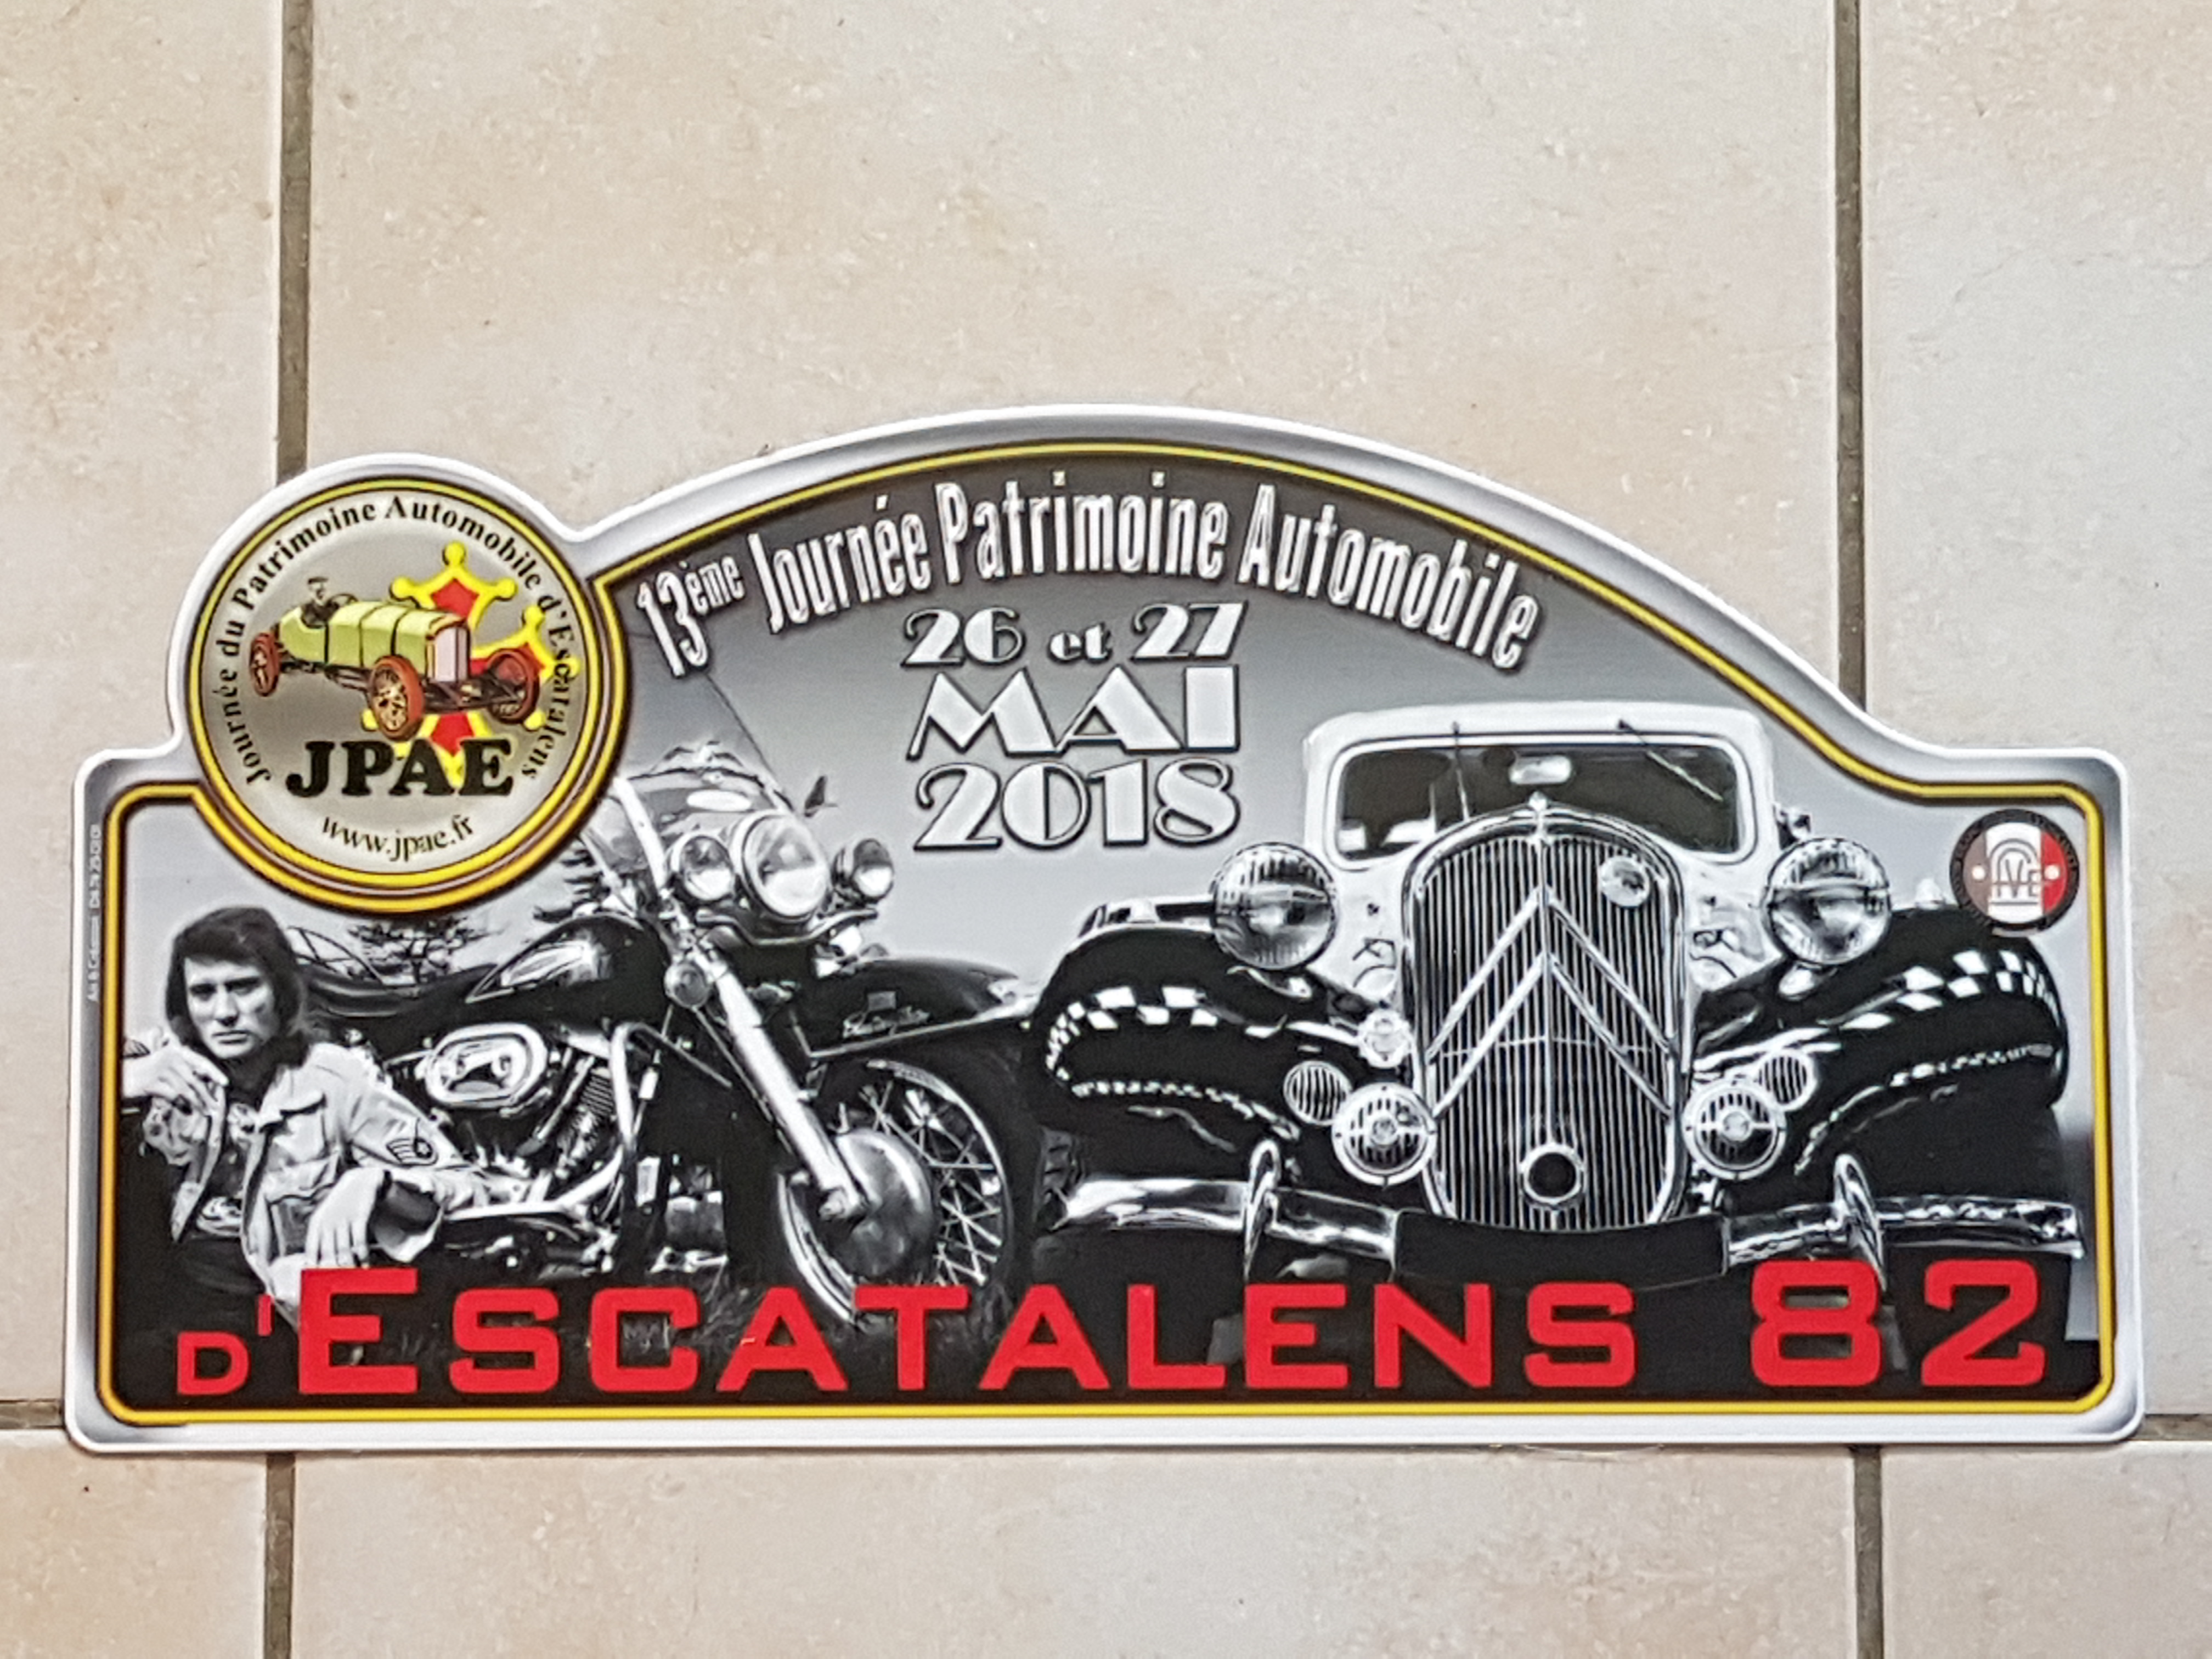 Journée du Patrimoine Automobile d'Escatalens
JPAE
www.jpae.fr
13ème Journée Patrimoine Automobile
26 et 27
MAI
2018
D'ESCATALENS 82